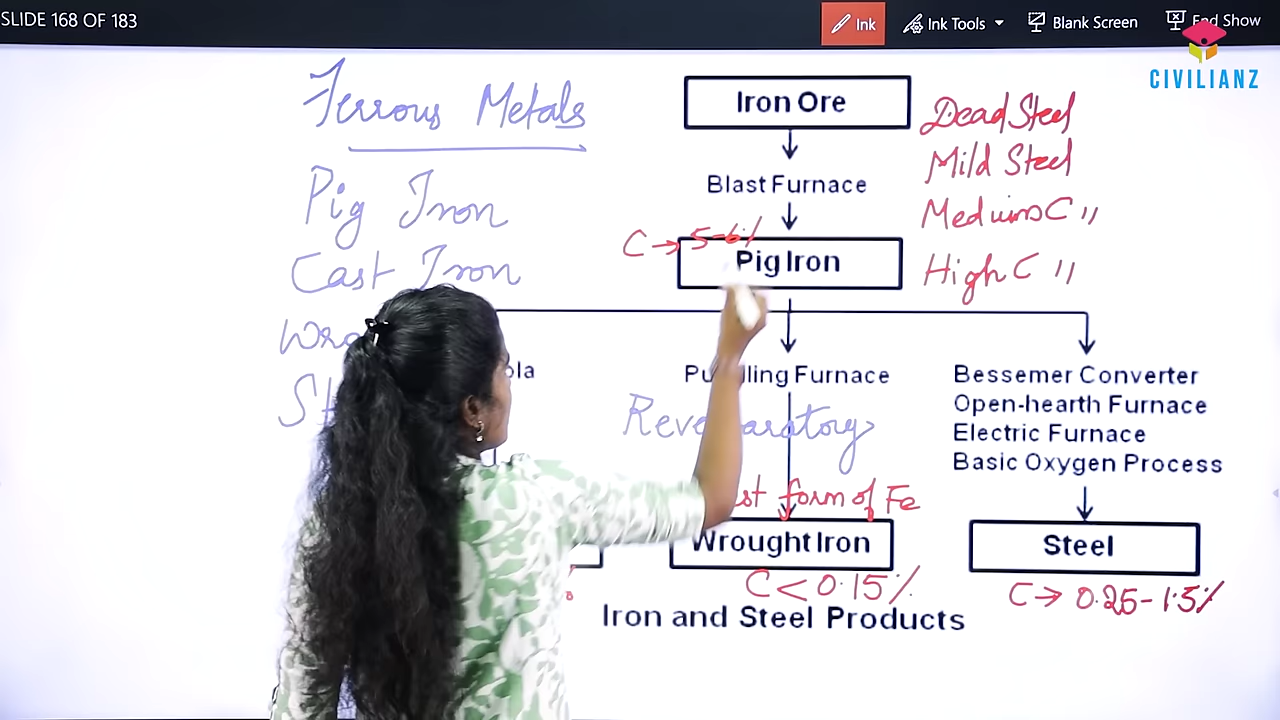 SLIDE 168 OF 183
Ink
Ink Tools
Blank Screen
End Show
CIVILIANZ
Ferrous Metals
Pig Iron
Cast Iron
Iron Ore
Blast Furnace
C → 5-6%
Pig Iron
Dead Steel
Mild Steel
Medium C "
High C "
Furnace
form of Fe
Wrought Iron
C < 0.15%
Bessemer Converter
Open-hearth Furnace
Electric Furnace
Basic Oxygen Process
Steel
C → 0.25-1.5%
Iron and Steel Products